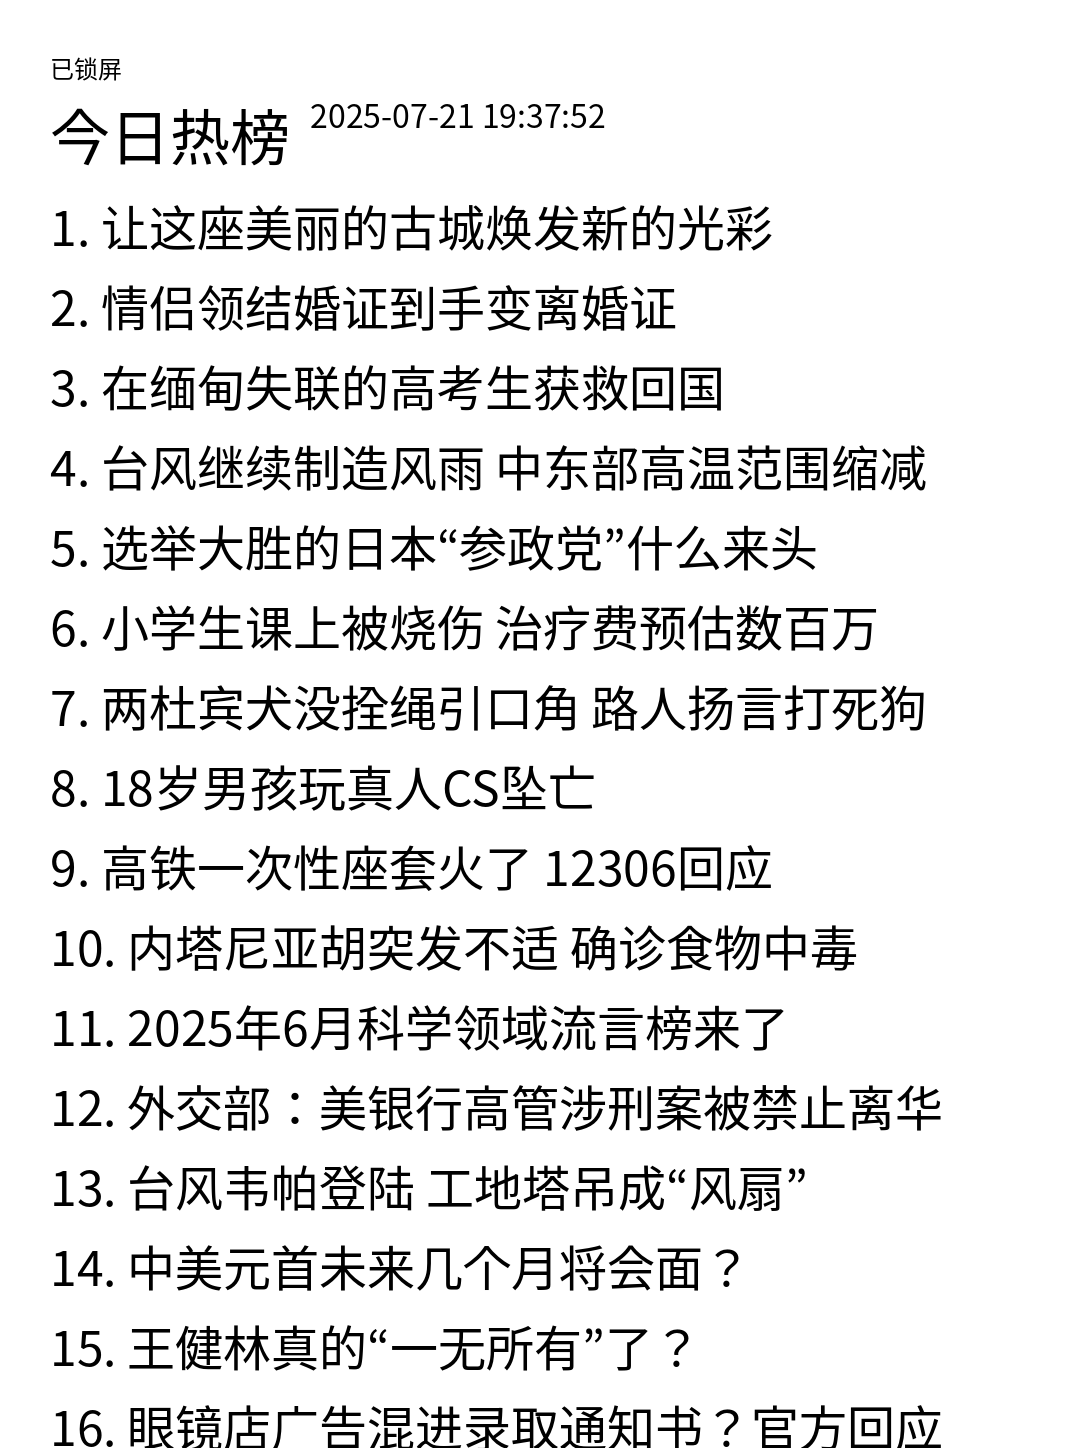 已锁屏
今日热榜 2025-07-21 19:37:52
1. 让这座美丽的古城焕发新的光彩
2. 情侣领结婚证到手变离婚证
3. 在缅甸失联的高考生获救回国
4. 台风继续制造风雨 中东部高温范围缩减
5. 选举大胜的日本“参政党”什么来头
6. 小学生课上被烧伤 治疗费预估数百万
7. 两杜宾犬没拴绳引口角 路人扬言打死狗
8. 18岁男孩玩真人CS坠亡
9. 高铁一次性座套火了 12306回应
10. 内塔尼亚胡突发不适 确诊食物中毒
11. 2025年6月科学领域流言榜来了
12. 外交部：美银行高管涉刑案被禁止离华
13. 台风韦帕登陆 工地塔吊成“风扇”
14. 中美元首未来几个月将会面？
15. 王健林真的“一无所有”了？
16. 眼镜店广告混进录取通知书？官方回应